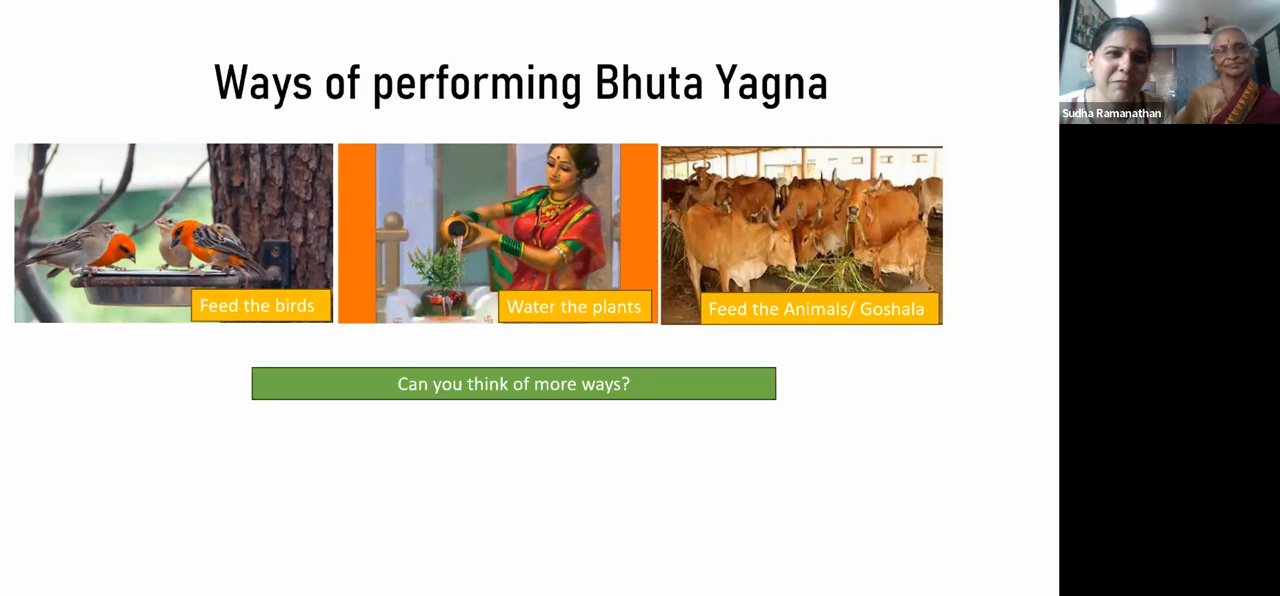 Ways of performing Bhuta Yagna
Sudha Ramanathan
Feed the birds
Water the plants
Feed the Animals/ Goshala
Can you think of more ways?